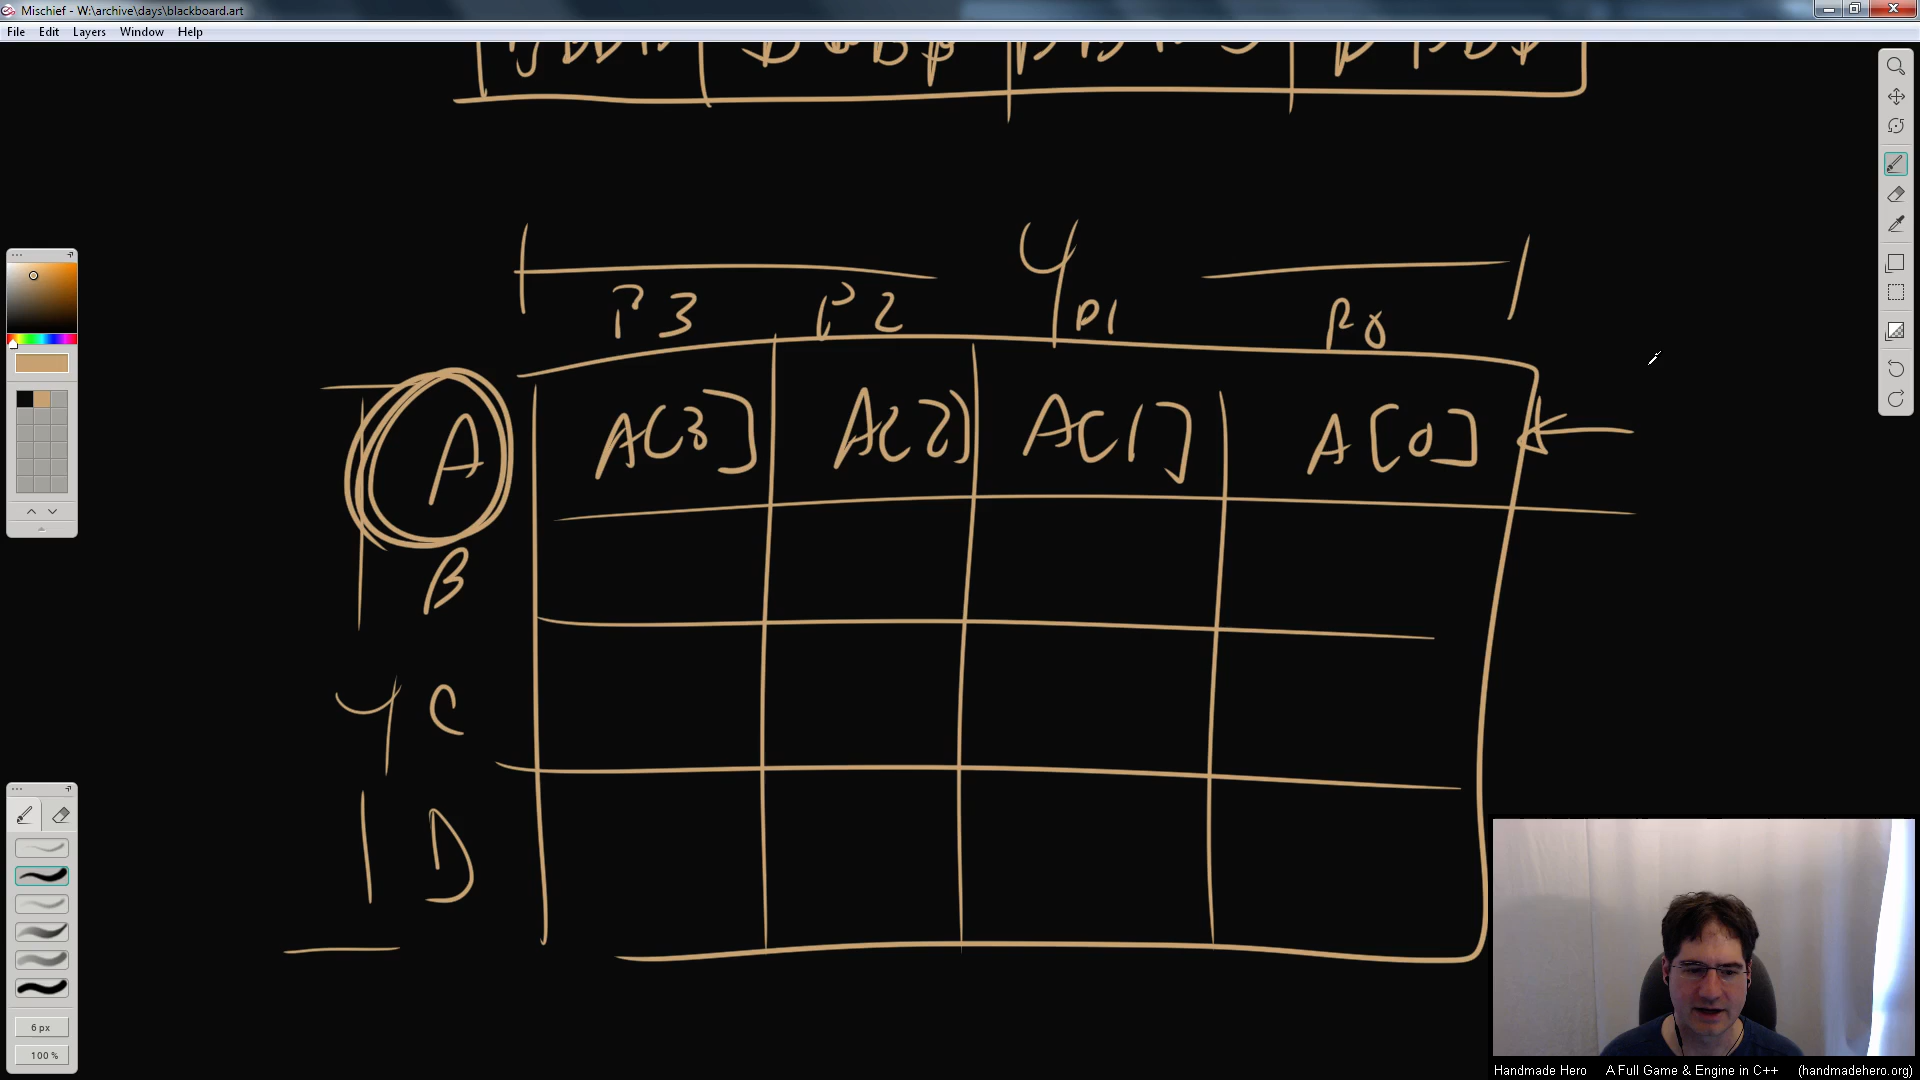 Mischief - W:\archive\days\blackboard.art
File Edit Layers Window Help
4
P3 P2 P1 P0
A A[3] A[2] A[1] A[0]
B
4 C
D
6 px
100 %
Handmade Hero A Full Game & Engine in C++ (handmadehero.org)